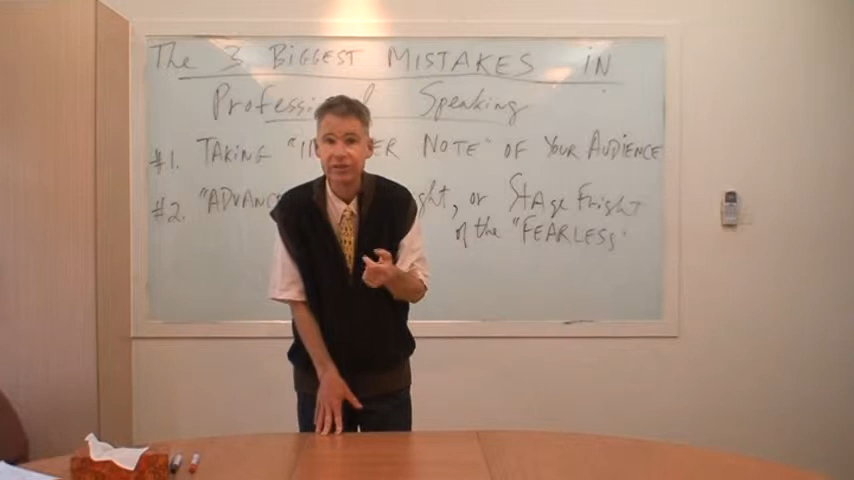 The 3 BIGGEST MISTAKES IN
Speaking
#1. TAKING NOTE" OF YOUR AUDIENCE
#2. or Stage Fright
of the "FEARLESS"